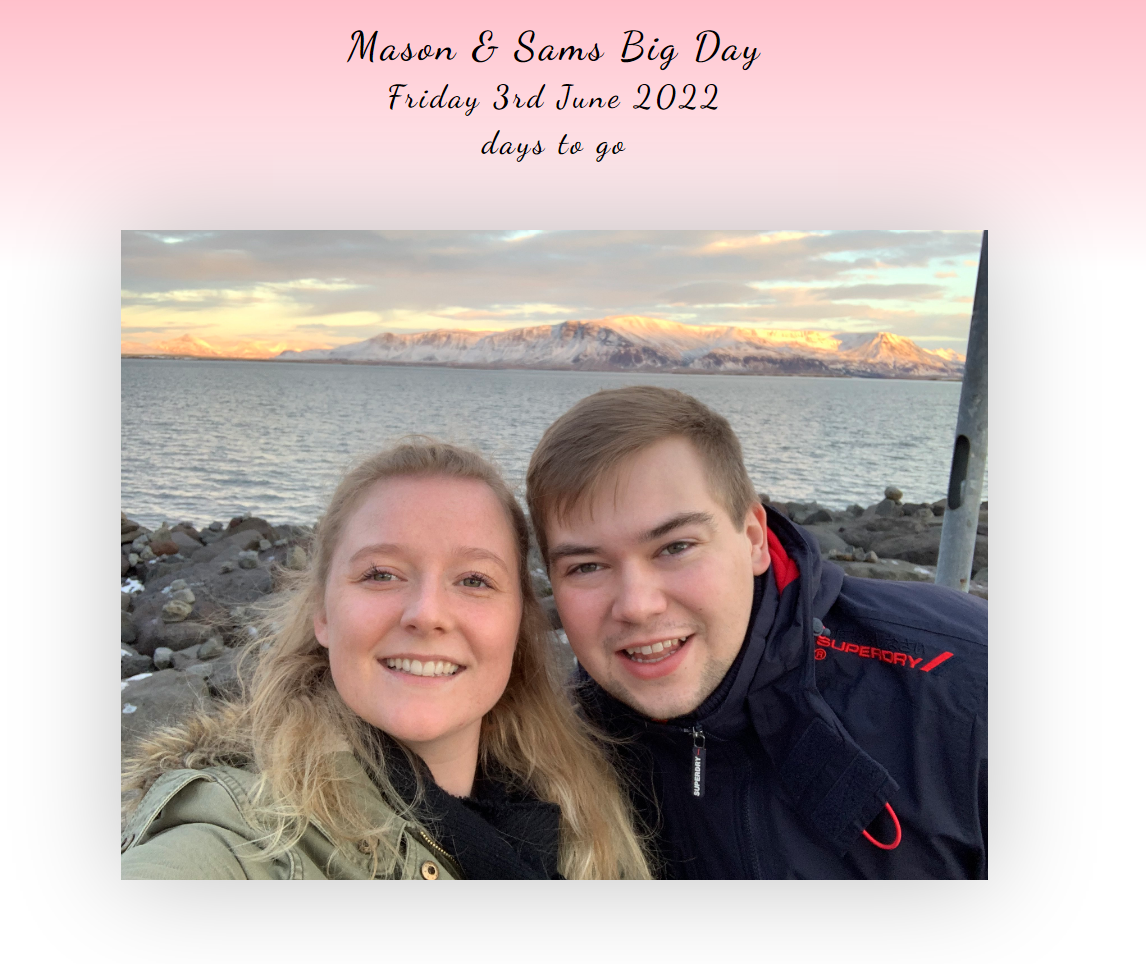 Mason & Sams Big Day
Friday 3rd June 2022
days to go
SUPERDRY
®
SUPERDRY